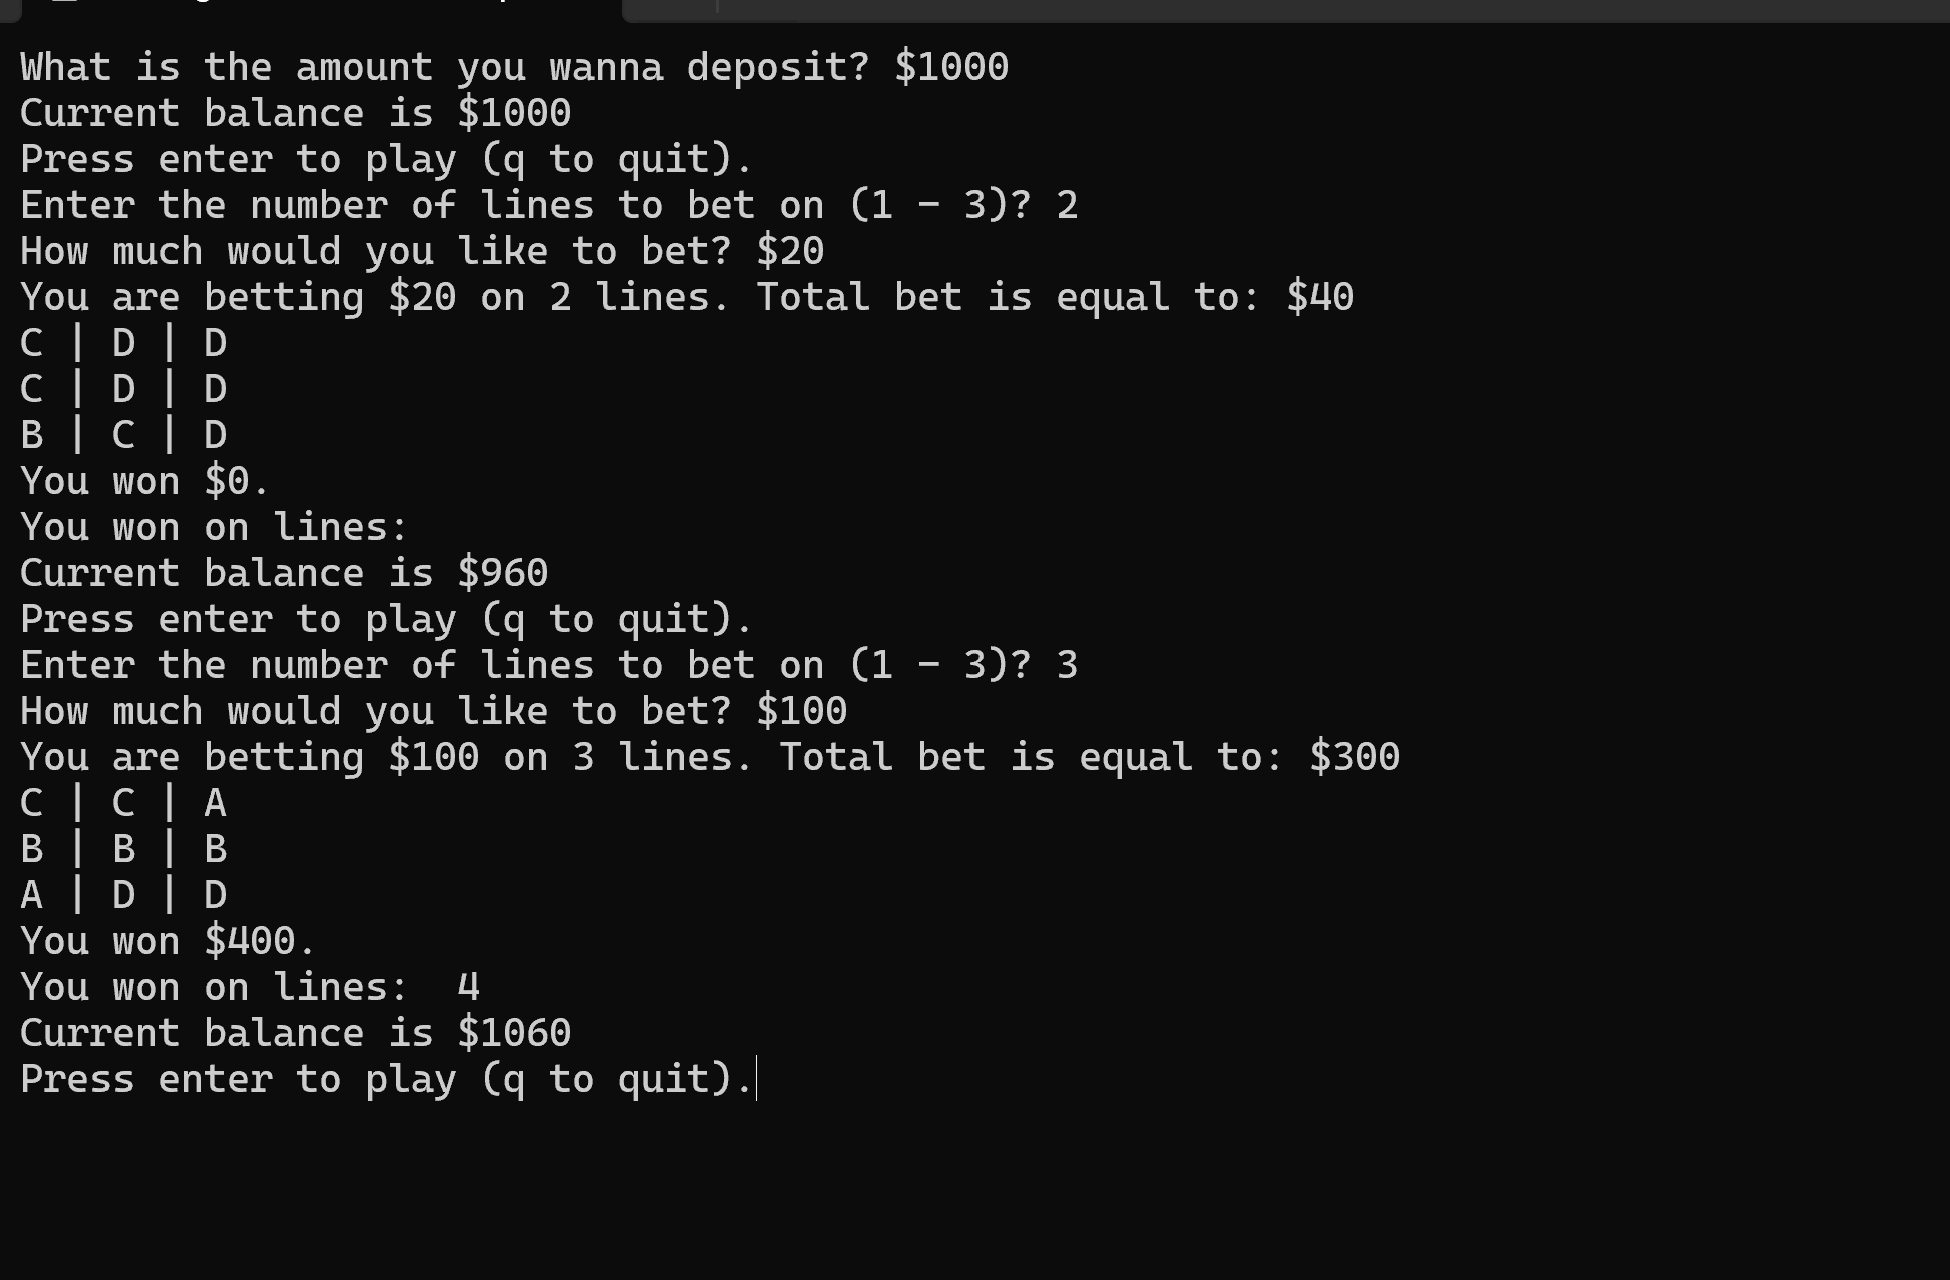 What is the amount you wanna deposit? $1000
Current balance is $1000
Press enter to play (q to quit).
Enter the number of lines to bet on (1 - 3)? 2
How much would you like to bet? $20
You are betting $20 on 2 lines. Total bet is equal to: $40
C | D | D
C | D | D
B | C | D
You won $0.
You won on lines:
Current balance is $960
Press enter to play (q to quit).
Enter the number of lines to bet on (1 - 3)? 3
How much would you like to bet? $100
You are betting $100 on 3 lines. Total bet is equal to: $300
C | C | A
B | B | B
A | D | D
You won $400.
You won on lines:  4
Current balance is $1060
Press enter to play (q to quit).